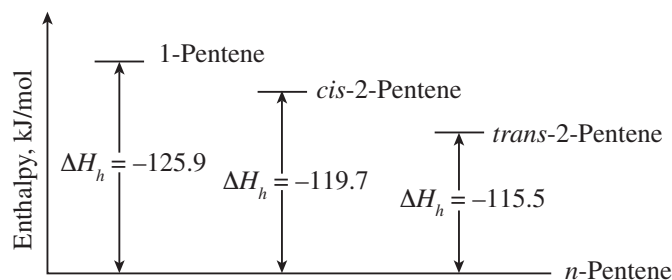 1-Pentene
cis-2-Pentene
trans-2-Pentene
Enthalpy, kJ/mol
ΔHₕ = –125.9
ΔHₕ = –119.7
ΔHₕ = –115.5
n-Pentene